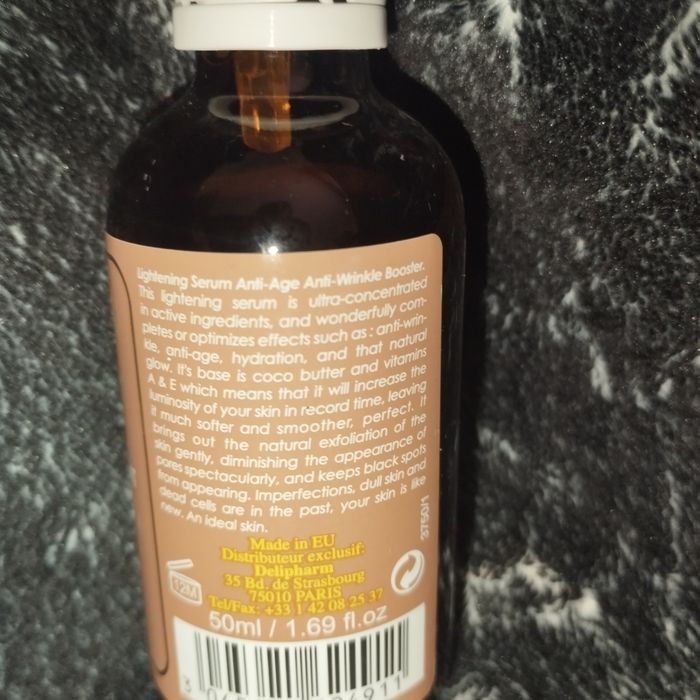 Lightening Serum Anti-Age Anti-Wrinkle Booster.
This lightening serum is ultra-concentrated
in active ingredients, and wonderfully com-
pletes or optimizes effects such as : anti-wrin-
kle, anti-age, hydration, and that natural
glow. It's base is coco butter and vitamins
A & E which means that it will increase the
luminosity of your skin in record time, leaving
it much softer and smoother, perfect. It
brings out the natural exfoliation of the
skin gently, diminishing the appearance of
pores spectacularly, and keeps black spots
from appearing. Imperfections, dull skin and
dead cells are in the past, your skin is like
new. An ideal skin.
3750/1
Made in EU
Distributeur exclusif:
Delipharm
35 Bd. de Strasbourg
75010 PARIS
Tel/Fax: +33 1 42 08 25 37
12M
50ml / 1.69 fl.oz